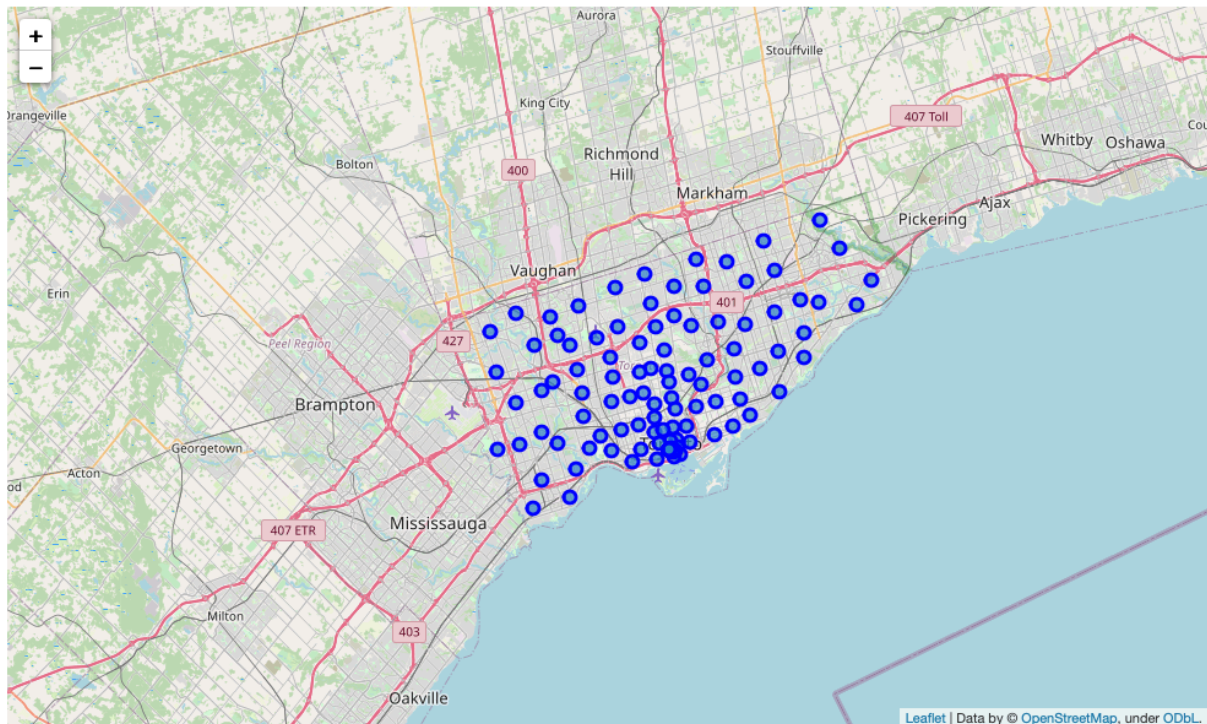 Aurora
+
Stouffville
−
King City
Orangeville
407 Toll
Whitby
Oshawa
Richmond
Hill
Bolton
400
Markham
Ajax
Pickering
Vaughan
Erin
401
427
Peel Region
Brampton
Georgetown
Acton
Mississauga
407 ETR
Milton
403
Oakville
Leaflet | Data by © OpenStreetMap, under ODbL.